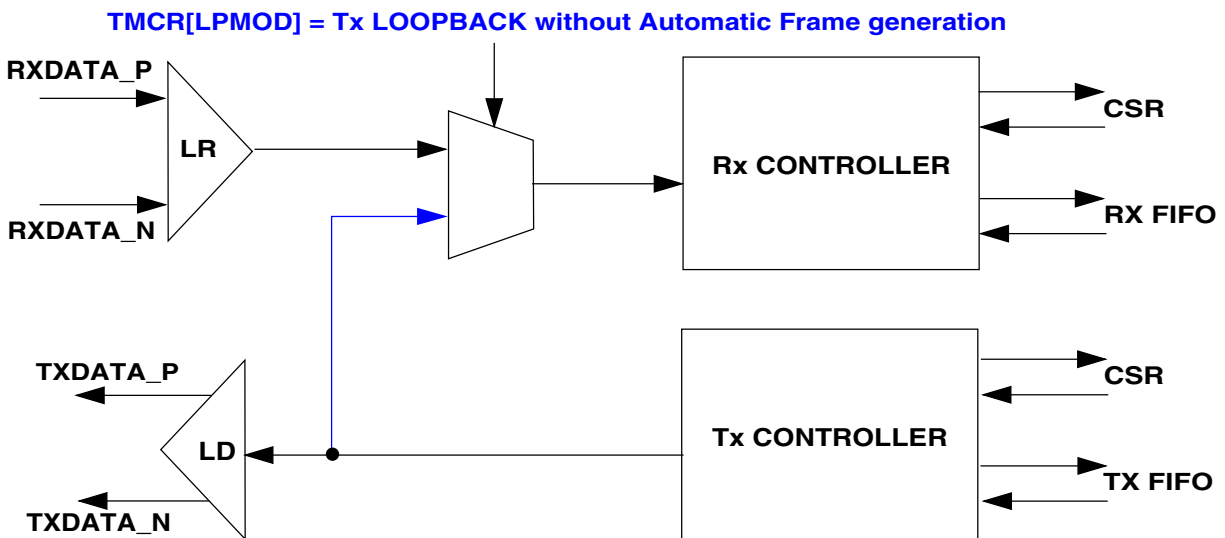 TMCR[LPMOD] = Tx LOOPBACK without Automatic Frame generation
RXDATA_P
LR
RXDATA_N
Rx CONTROLLER
CSR
RX FIFO
TXDATA_P
LD
TXDATA_N
Tx CONTROLLER
CSR
TX FIFO